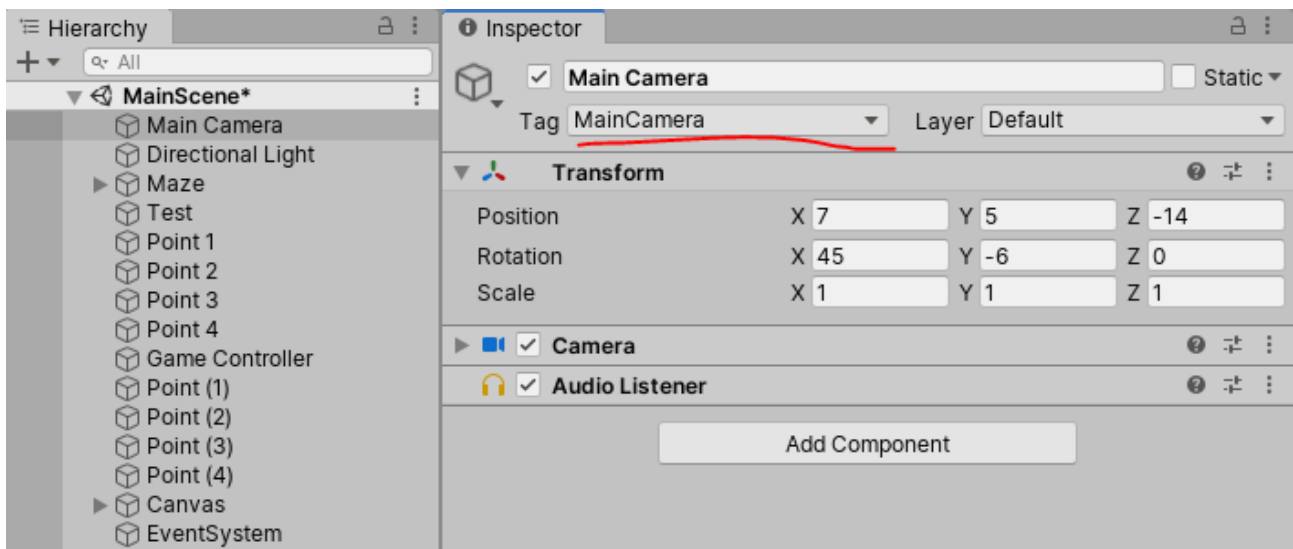 Hierarchy
All
MainScene*
Main Camera
Directional Light
Maze
Test
Point 1
Point 2
Point 3
Point 4
Game Controller
Point (1)
Point (2)
Point (3)
Point (4)
Canvas
EventSystem
Inspector
Main Camera Static
Tag MainCamera Layer Default
Transform
Position X 7 Y 5 Z -14
Rotation X 45 Y -6 Z 0
Scale X 1 Y 1 Z 1
Camera
Audio Listener
Add Component